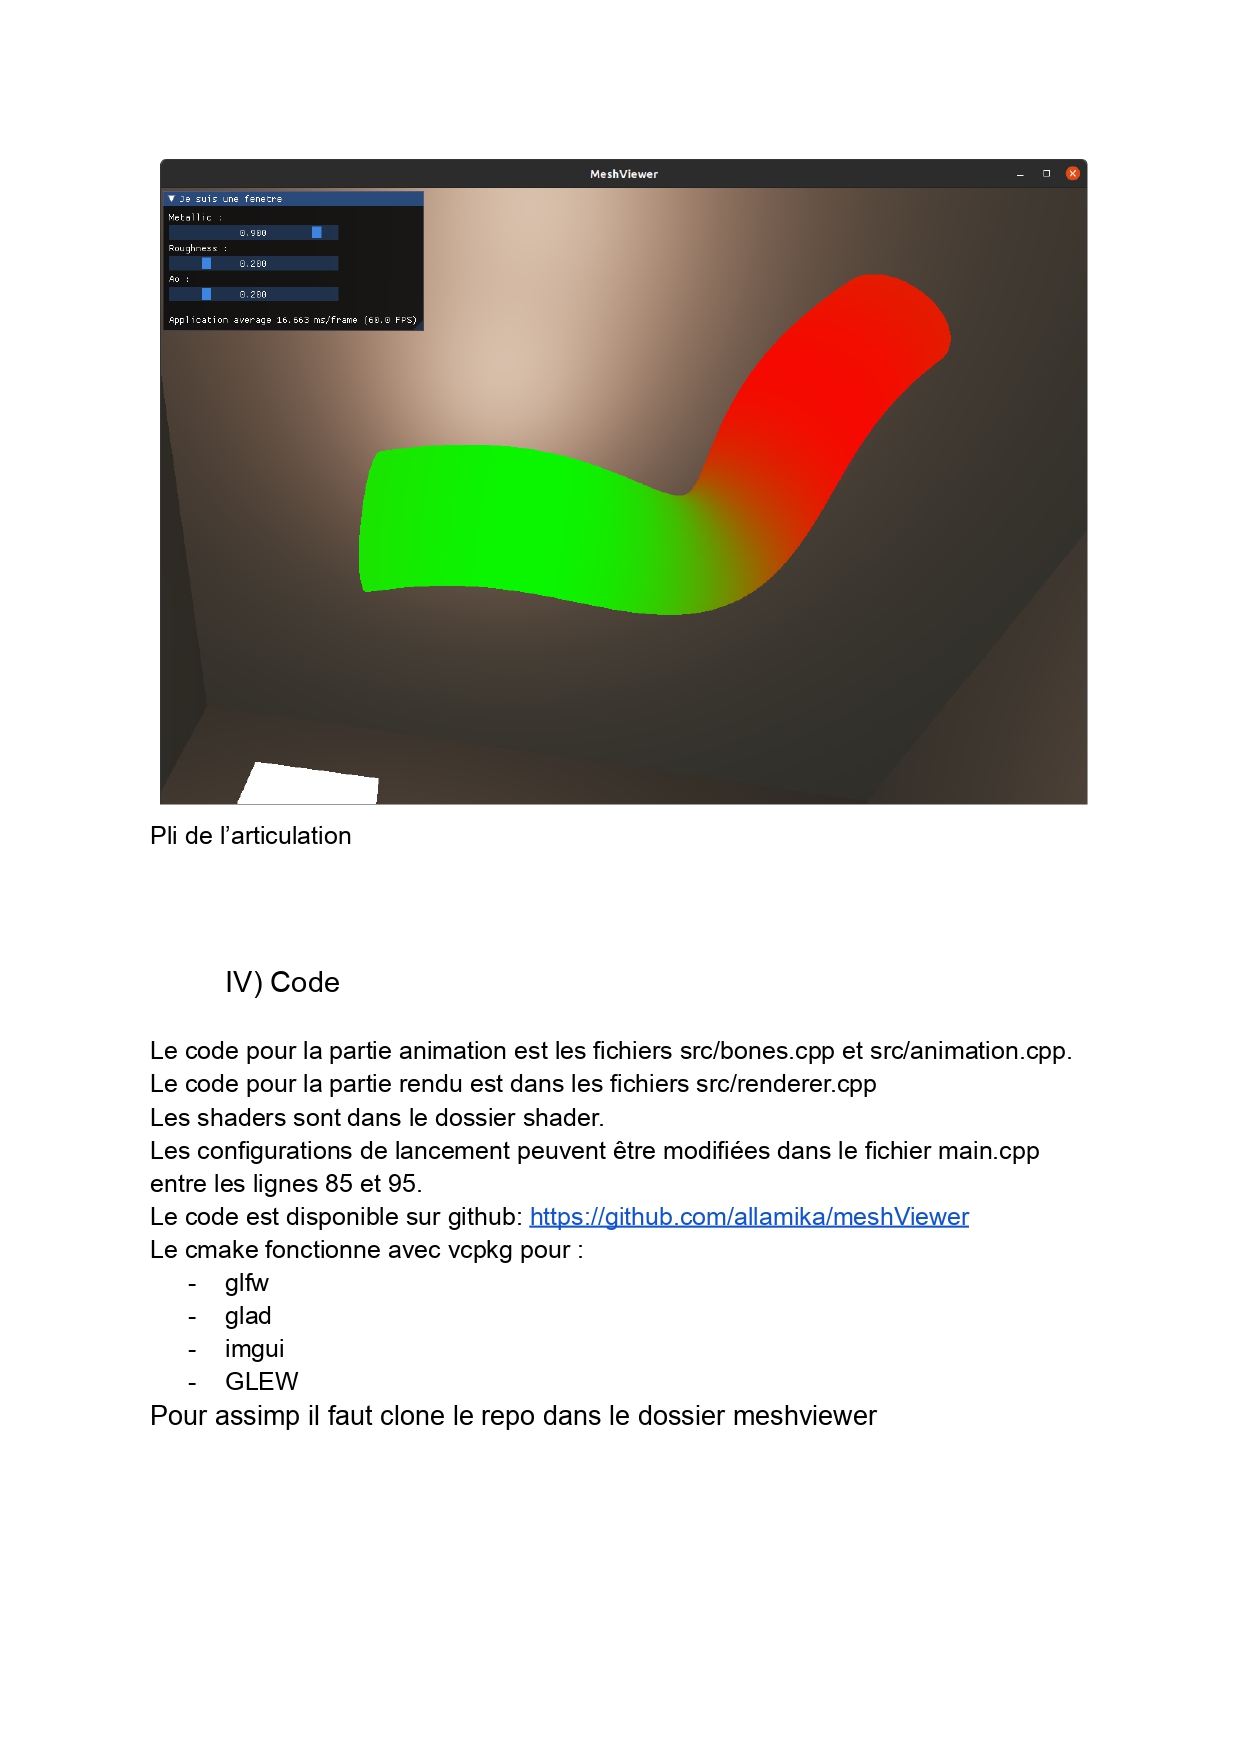 MeshViewer
Je suis une fenetre
Metallic :
0.900
Roughness :
0.200
Ao :
0.200
Application average 16.663 ms/frame (60.0 FPS)
Pli de l’articulation
IV) Code
Le code pour la partie animation est les fichiers src/bones.cpp et src/animation.cpp.
Le code pour la partie rendu est dans les fichiers src/renderer.cpp
Les shaders sont dans le dossier shader.
Les configurations de lancement peuvent être modifiées dans le fichier main.cpp
entre les lignes 85 et 95.
Le code est disponible sur github: https://github.com/allamika/meshViewer
Le cmake fonctionne avec vcpkg pour :
- glfw
- glad
- imgui
- GLEW
Pour assimp il faut clone le repo dans le dossier meshviewer